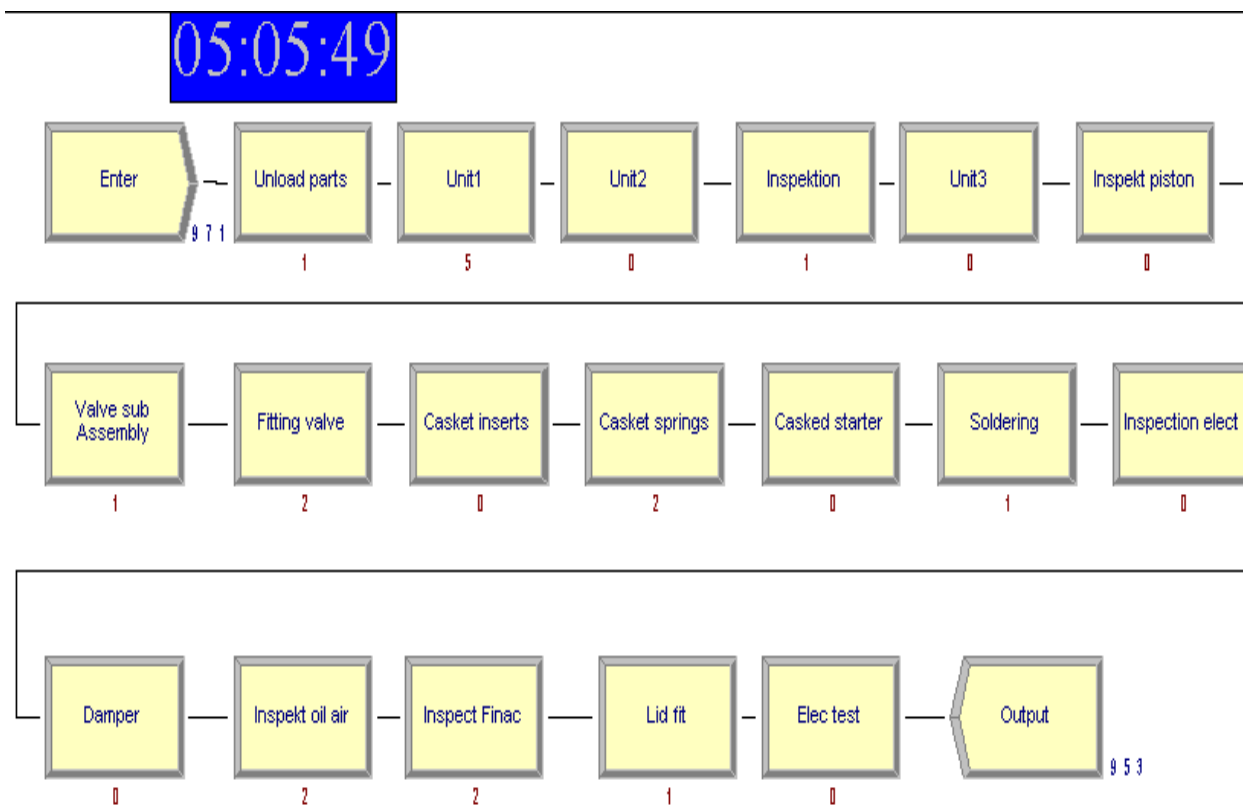 05:05:49
Enter
Unload parts
Unit1
Unit2
Inspektion
Unit3
Inspekt piston
9 7 1
1
5
0
1
0
0
Valve sub
Assembly
Fitting valve
Casket inserts
Casket springs
Casked starter
Soldering
Inspection elect
1
2
0
2
0
1
0
Damper
Inspekt oil air
Inspect Finac
Lid fit
Elec test
Output
9 5 3
0
2
2
1
0